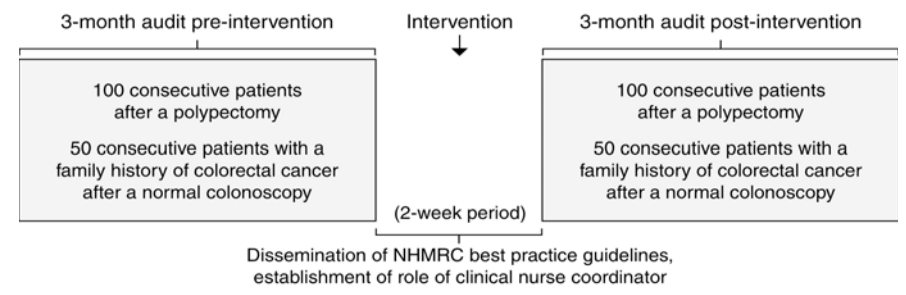 3-month audit pre-intervention
Intervention
3-month audit post-intervention
100 consecutive patients
after a polypectomy
50 consecutive patients with a
family history of colorectal cancer
after a normal colonoscopy
100 consecutive patients
after a polypectomy
50 consecutive patients with a
family history of colorectal cancer
after a normal colonoscopy
(2-week period)
Dissemination of NHMRC best practice guidelines,
establishment of role of clinical nurse coordinator